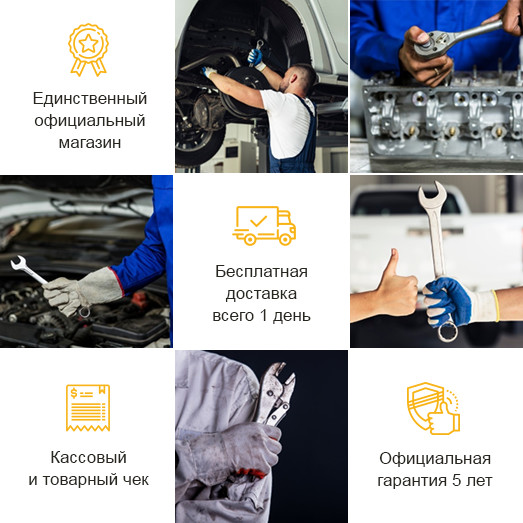 Единственный
официальный
магазин
Бесплатная
доставка
всего 1 день
$
Кассовый
и товарный чек
Официальная
гарантия 5 лет